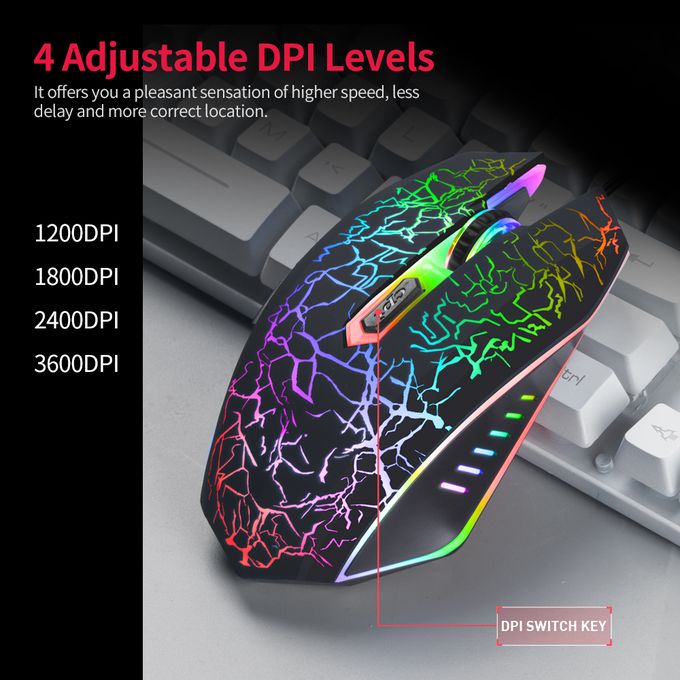 4 Adjustable DPI Levels
It offers you a pleasant sensation of higher speed, less
delay and more correct location.
1200DPI
1800DPI
2400DPI
3600DPI
L
A
ctrl
DPI SWITCH KEY